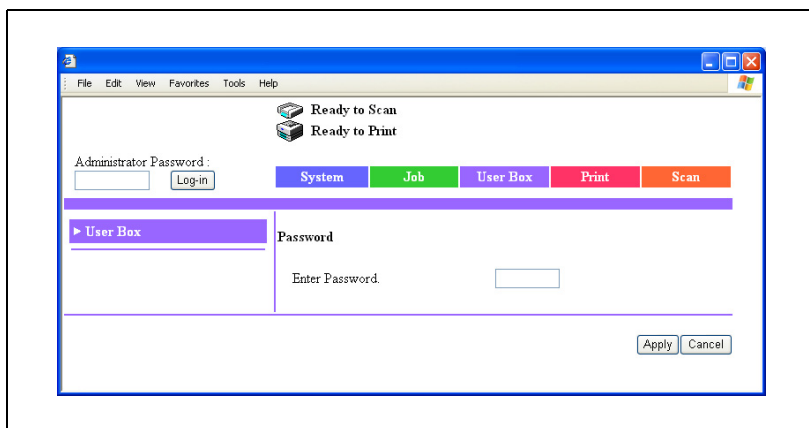 File Edit View Favorites Tools Help
Ready to Scan
Ready to Print
Administrator Password :
Log-in
System Job User Box Print Scan
User Box
Password
Enter Password.
Apply Cancel